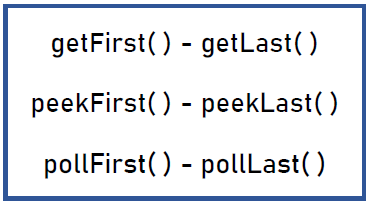 getFirst( ) - getLast( )
peekFirst( ) - peekLast( )
pollFirst( ) - pollLast( )